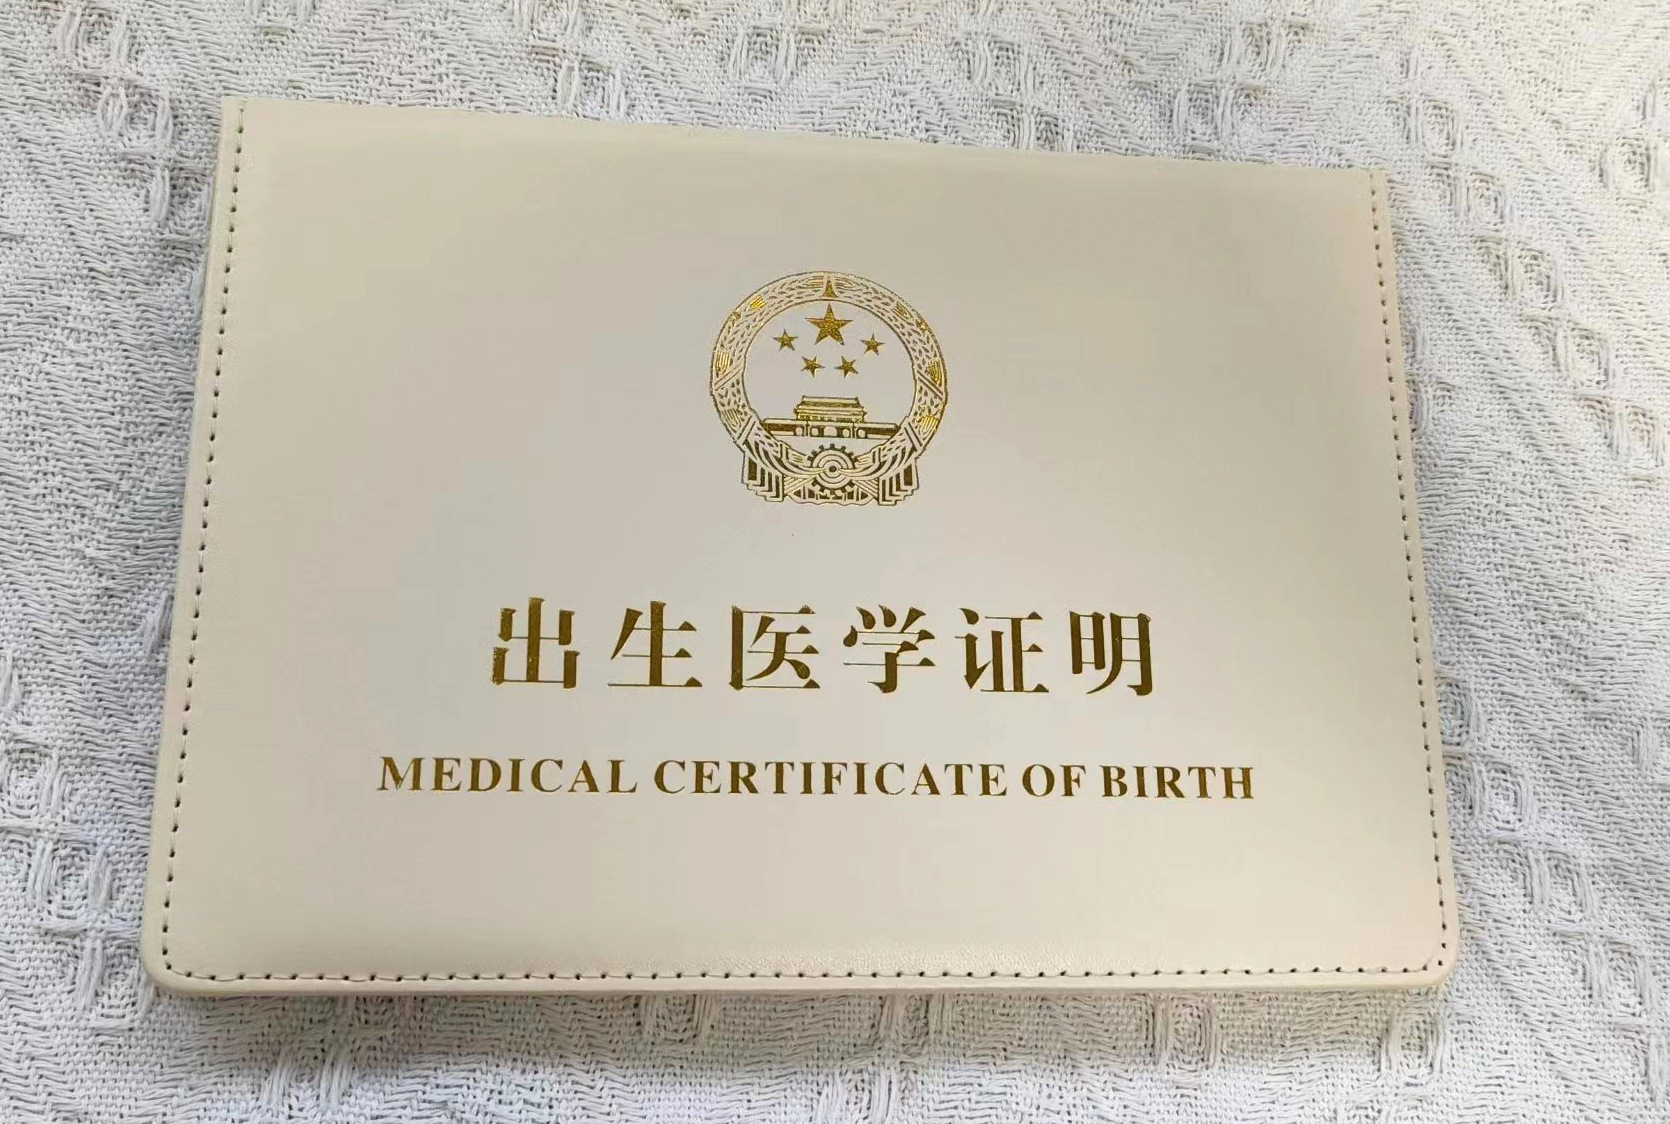 出生医学证明
MEDICAL CERTIFICATE OF BIRTH